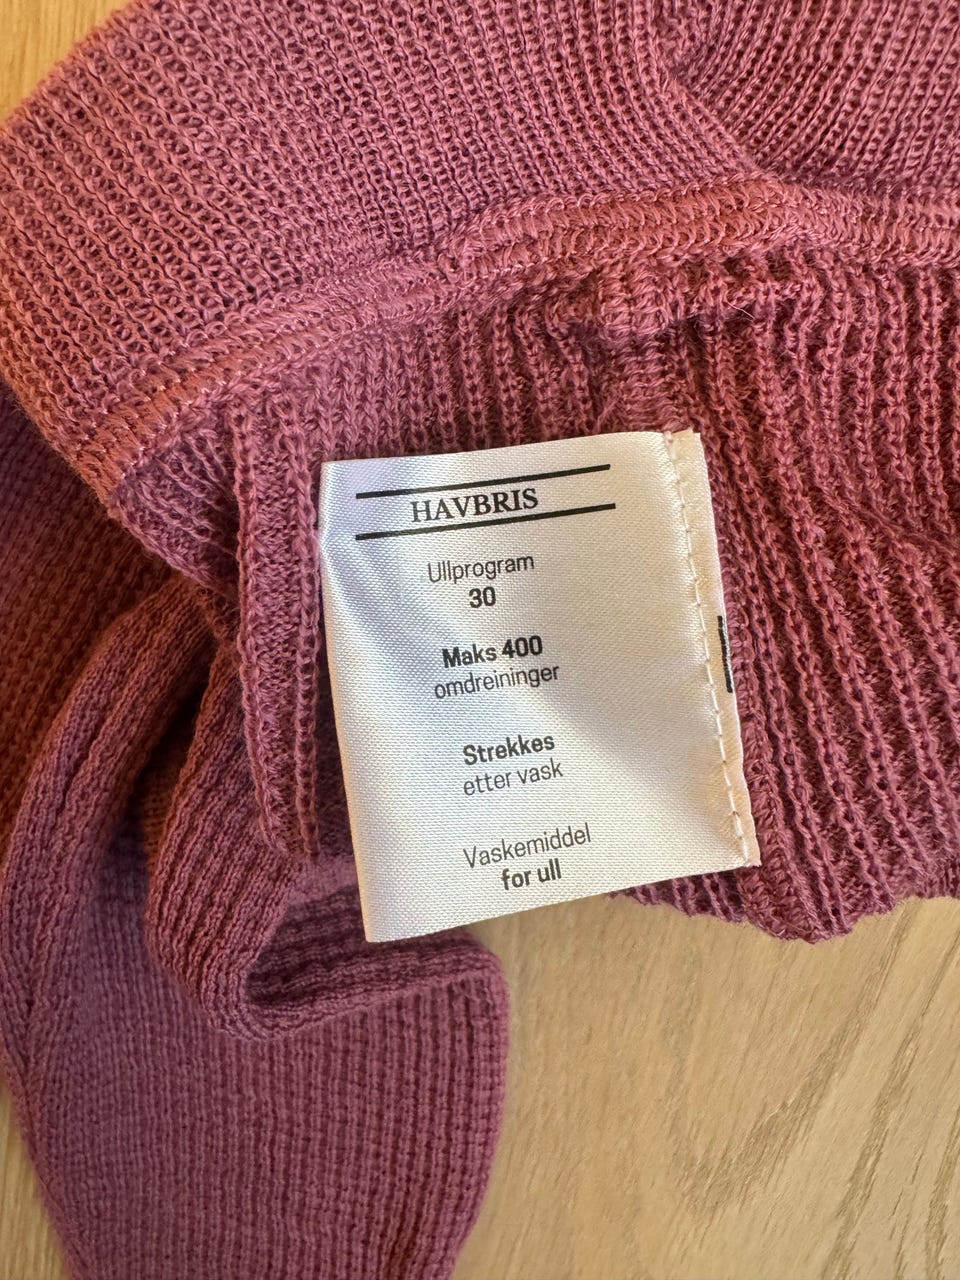 HAVBRIS
Ullprogram
30
Maks 400
omdreininger
Strekkes
etter vask
Vaskemiddel
for ull